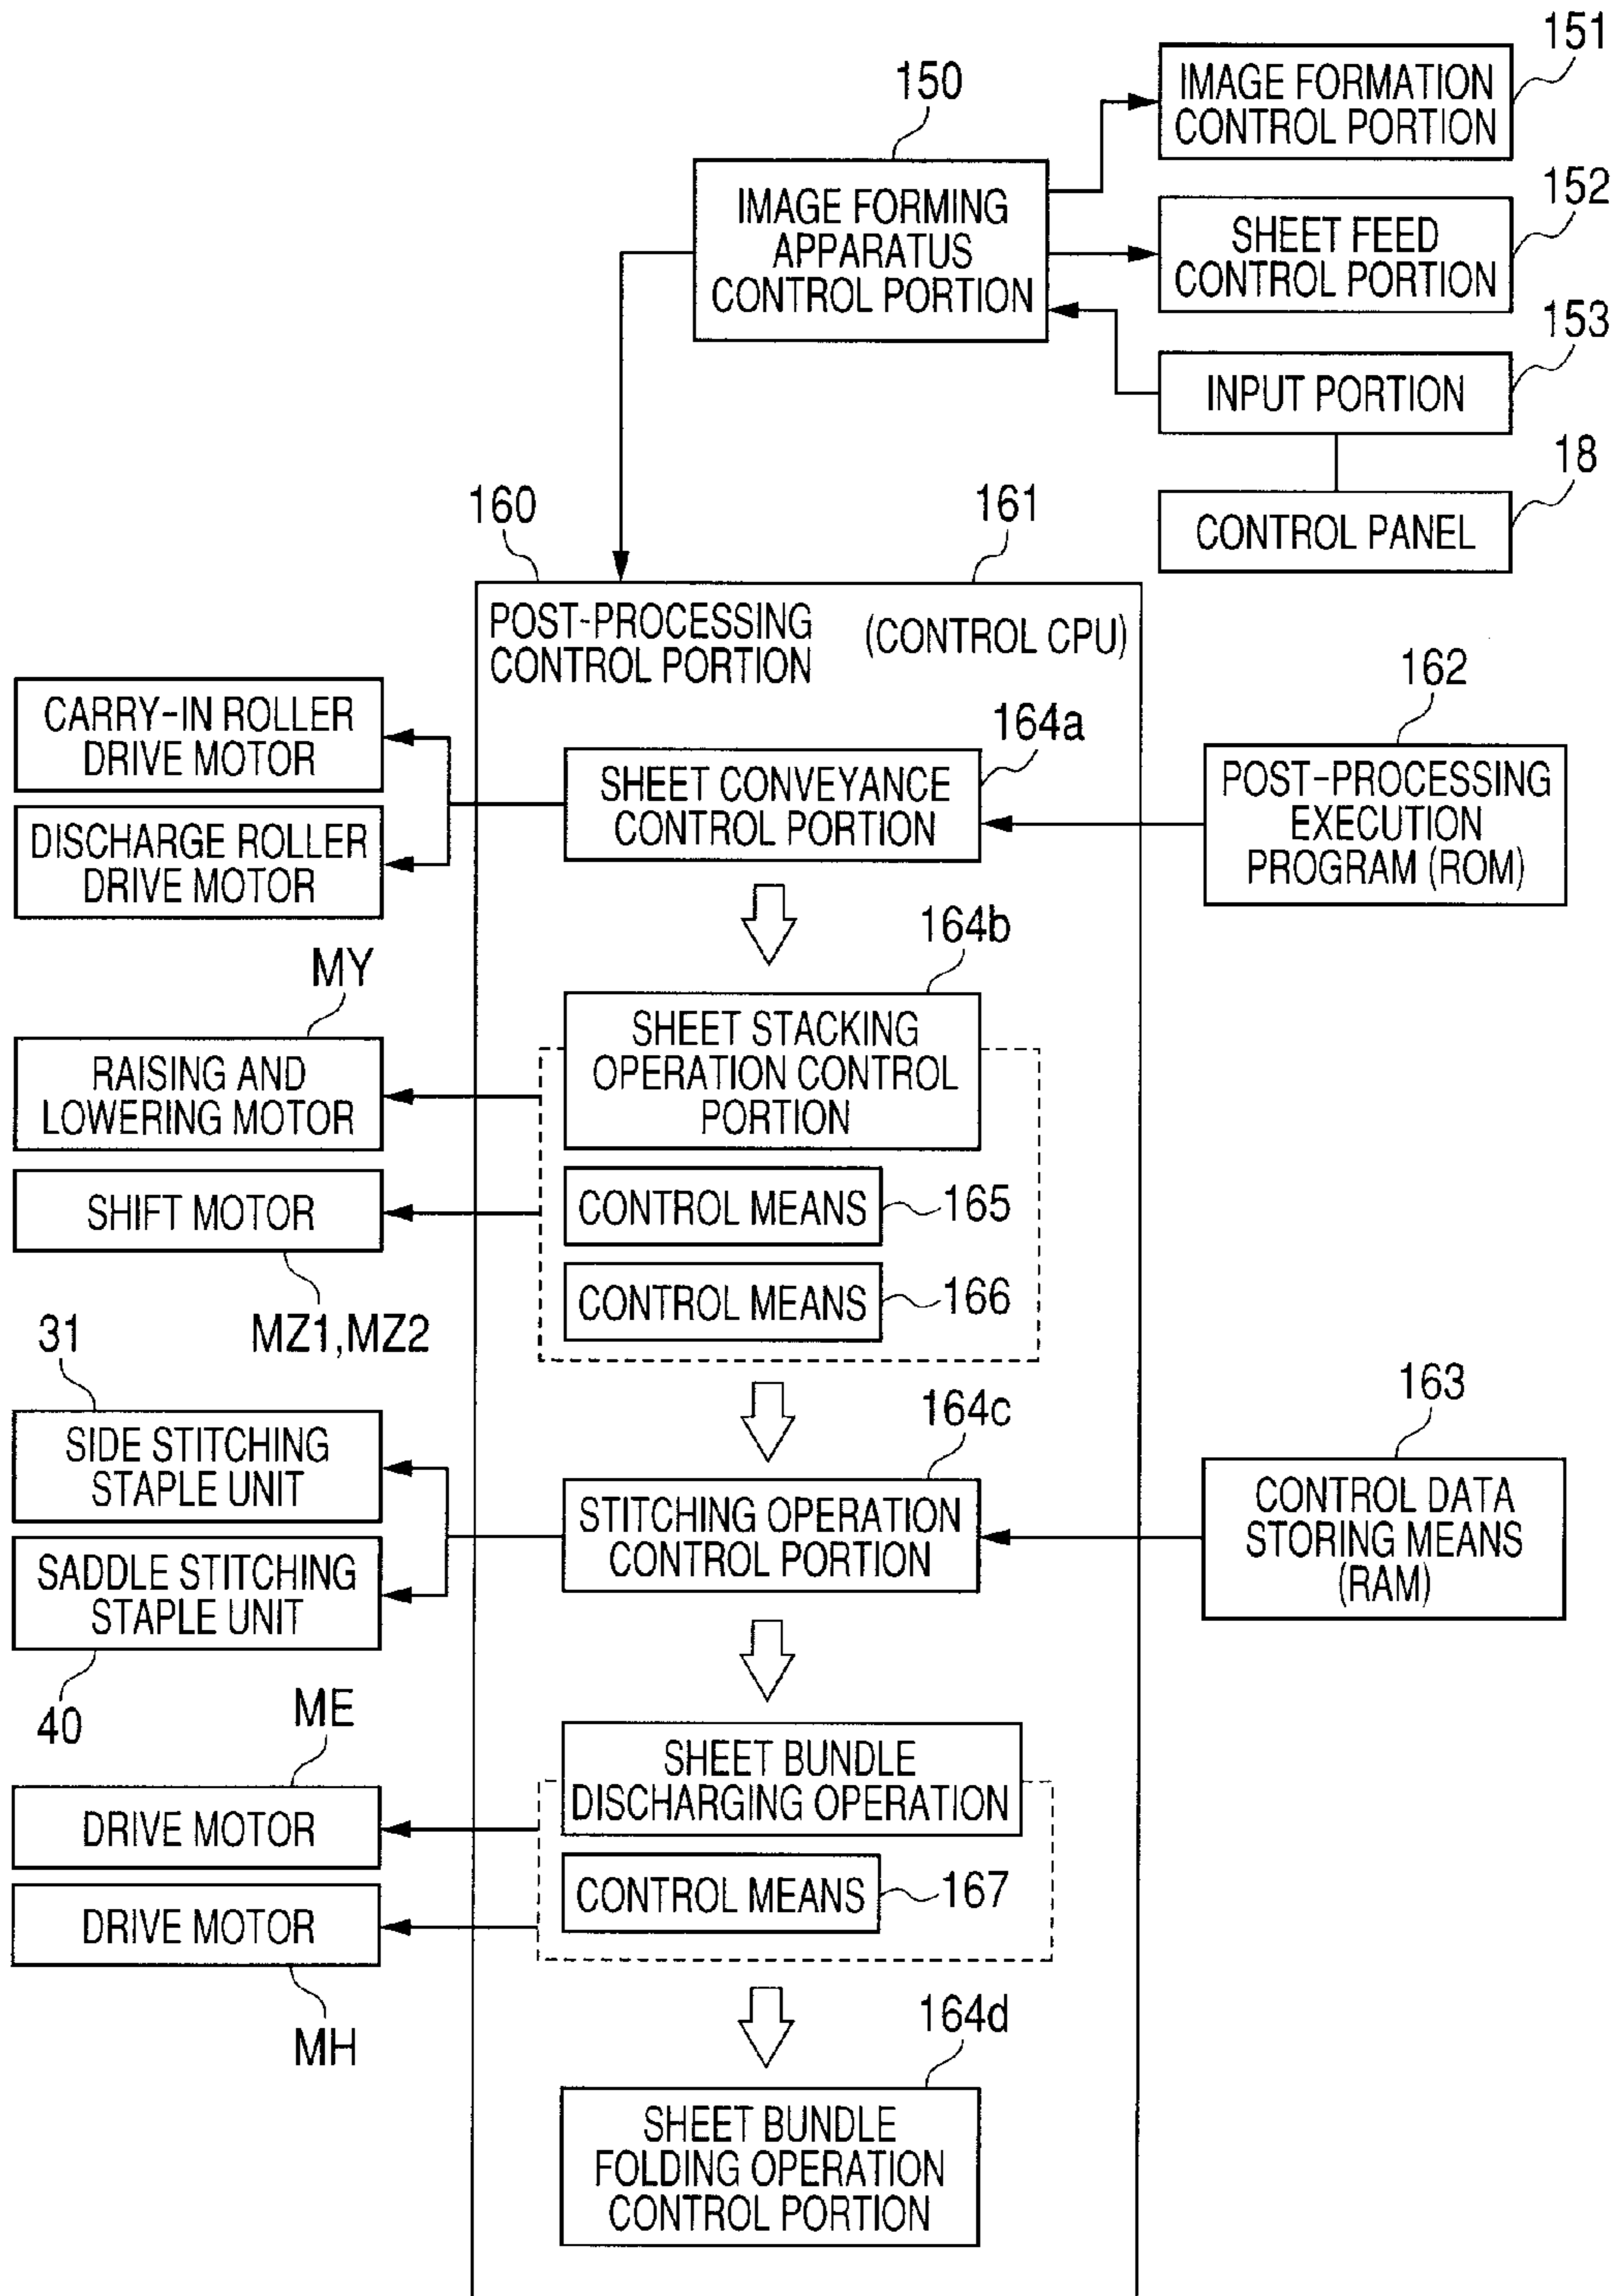 151
150
IMAGE FORMATION
CONTROL PORTION
152
IMAGE FORMING
APPARATUS
CONTROL PORTION
SHEET FEED
CONTROL PORTION
153
INPUT PORTION
18
CONTROL PANEL
160
161
POST-PROCESSING
CONTROL PORTION
(CONTROL CPU)
162
CARRY-IN ROLLER
DRIVE MOTOR
164a
SHEET CONVEYANCE
CONTROL PORTION
POST-PROCESSING
EXECUTION
PROGRAM (ROM)
DISCHARGE ROLLER
DRIVE MOTOR
164b
MY
SHEET STACKING
OPERATION CONTROL
PORTION
RAISING AND
LOWERING MOTOR
CONTROL MEANS
165
SHIFT MOTOR
CONTROL MEANS
166
MZ1,MZ2
31
163
164c
SIDE STITCHING
STAPLE UNIT
STITCHING OPERATION
CONTROL PORTION
CONTROL DATA
STORING MEANS
(RAM)
SADDLE STITCHING
STAPLE UNIT
40
ME
SHEET BUNDLE
DISCHARGING OPERATION
DRIVE MOTOR
CONTROL MEANS
167
DRIVE MOTOR
MH
164d
SHEET BUNDLE
FOLDING OPERATION
CONTROL PORTION